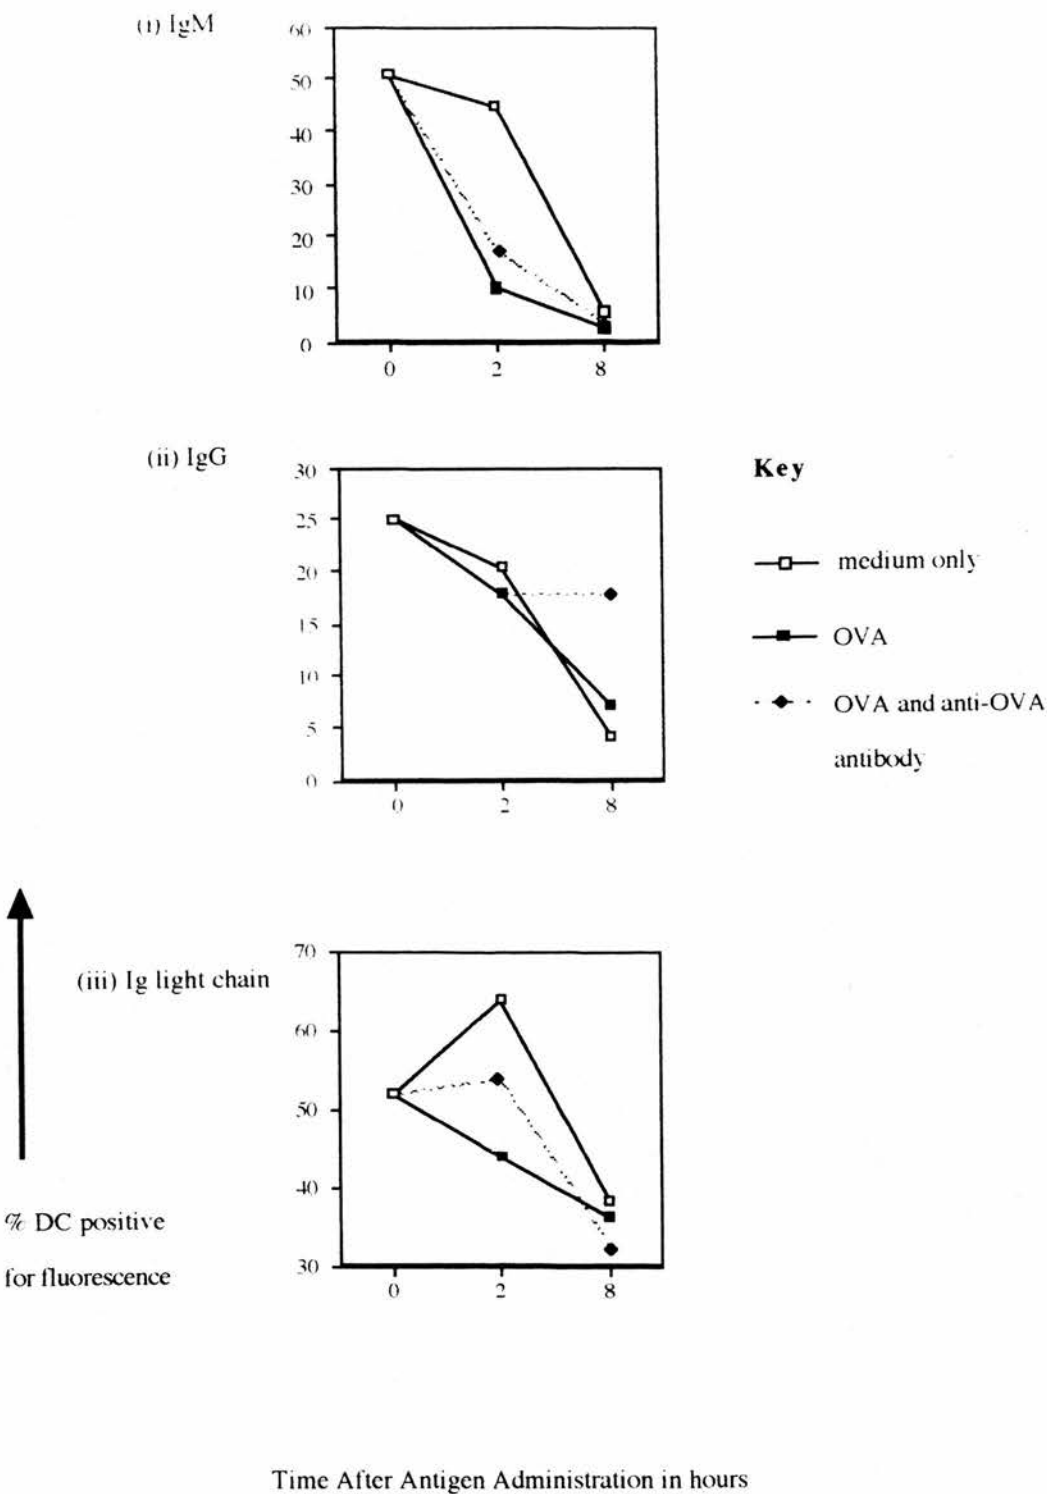 (i) IgM
60
50
40
30
20
10
0
0 2 8
(ii) IgG
30
25
20
15
10
5
0
0 2 8
Key
medium only
OVA
OVA and anti-OVA
antibody
(iii) Ig light chain
70
60
50
40
30
0 2 8
% DC positive
for fluorescence
Time After Antigen Administration in hours